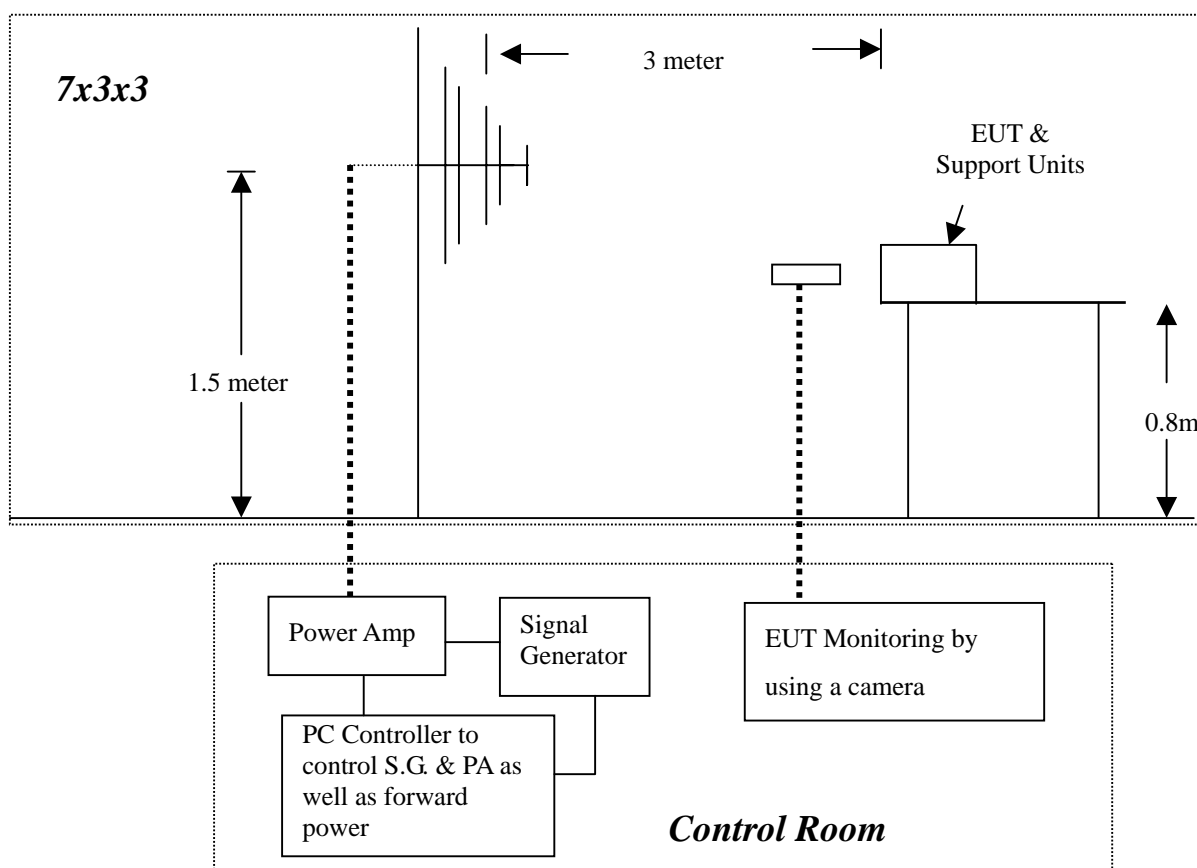 7x3x3
3 meter
EUT &
Support Units
1.5 meter
0.8m
Power Amp
Signal
Generator
EUT Monitoring by
using a camera
PC Controller to
control S.G. & PA as
well as forward
power
Control Room